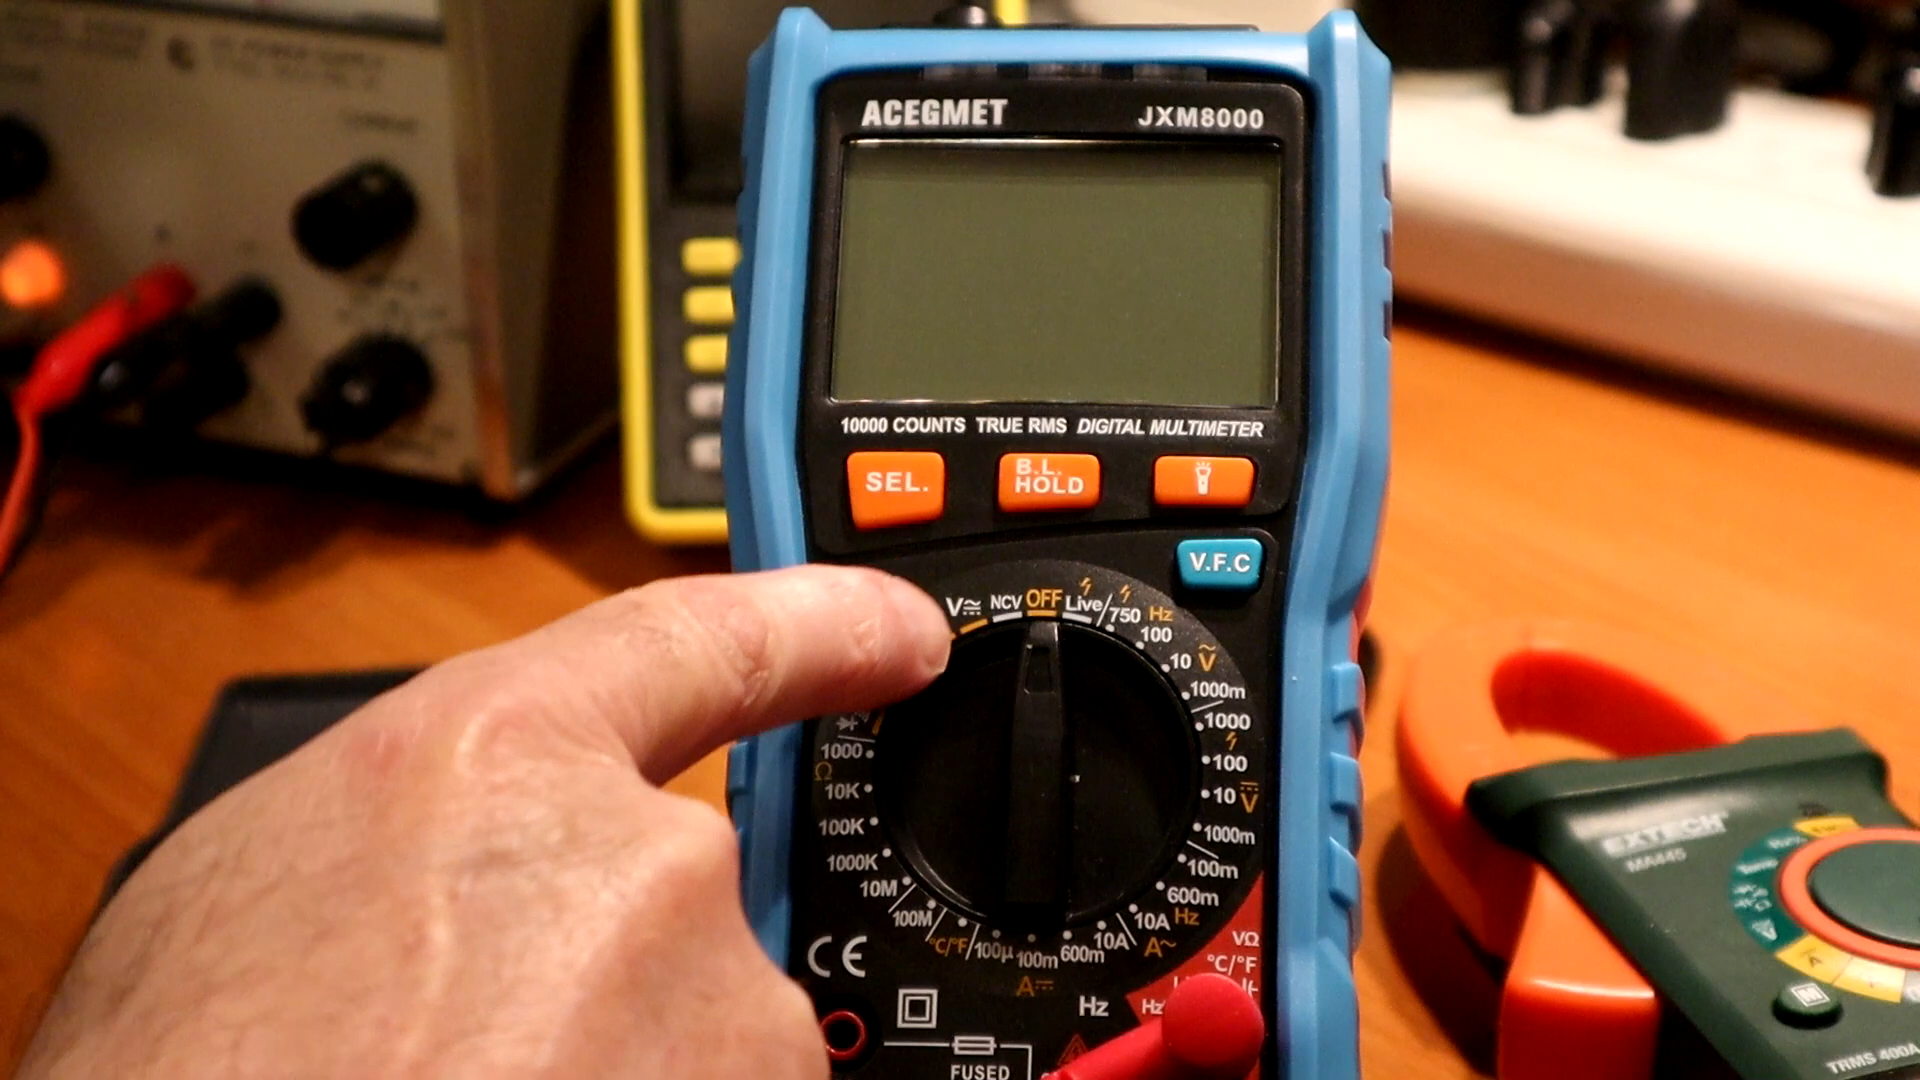 ACEGMET JXM8000
10000 COUNTS TRUE RMS DIGITAL MULTIMETER
SEL.
B.L.
HOLD
V.F.C
V≂ NCV OFF Live 750 Hz
100
10 V
1000m
1000
100
10 V
1000m
100m
600m
10A Hz
10A A~
600m
100m
A⎓
100µ
°C/°F
100M
10M
1000K
100K
10K
Ω
1000
VΩ
°C/°F
Hz
Hz
CE
FUSED
EXTECH
MA445
TRMS 400A